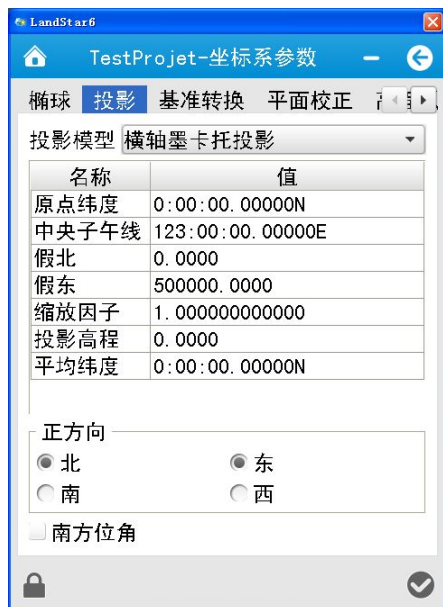 LandStar6
TestProjet-坐标系参数
椭球 投影 基准转换 平面校正
投影模型 横轴墨卡托投影
名称 值
原点纬度 0:00:00.00000N
中央子午线 123:00:00.00000E
假北 0.0000
假东 500000.0000
缩放因子 1.000000000000
投影高程 0.0000
平均纬度 0:00:00.00000N
正方向
北 东
南 西
南方位角